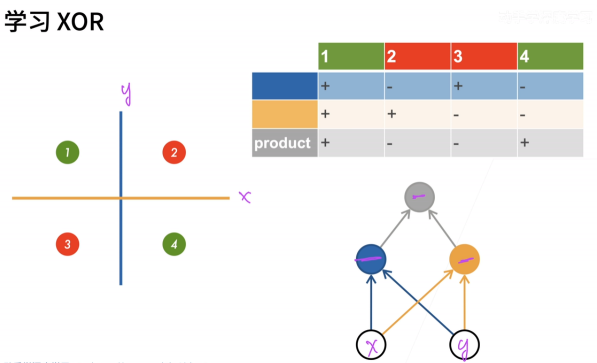 学习 XOR
1 2 3 4
+ - + -
+ + - -
product + - - +
y
1 2
x
3 4
x y